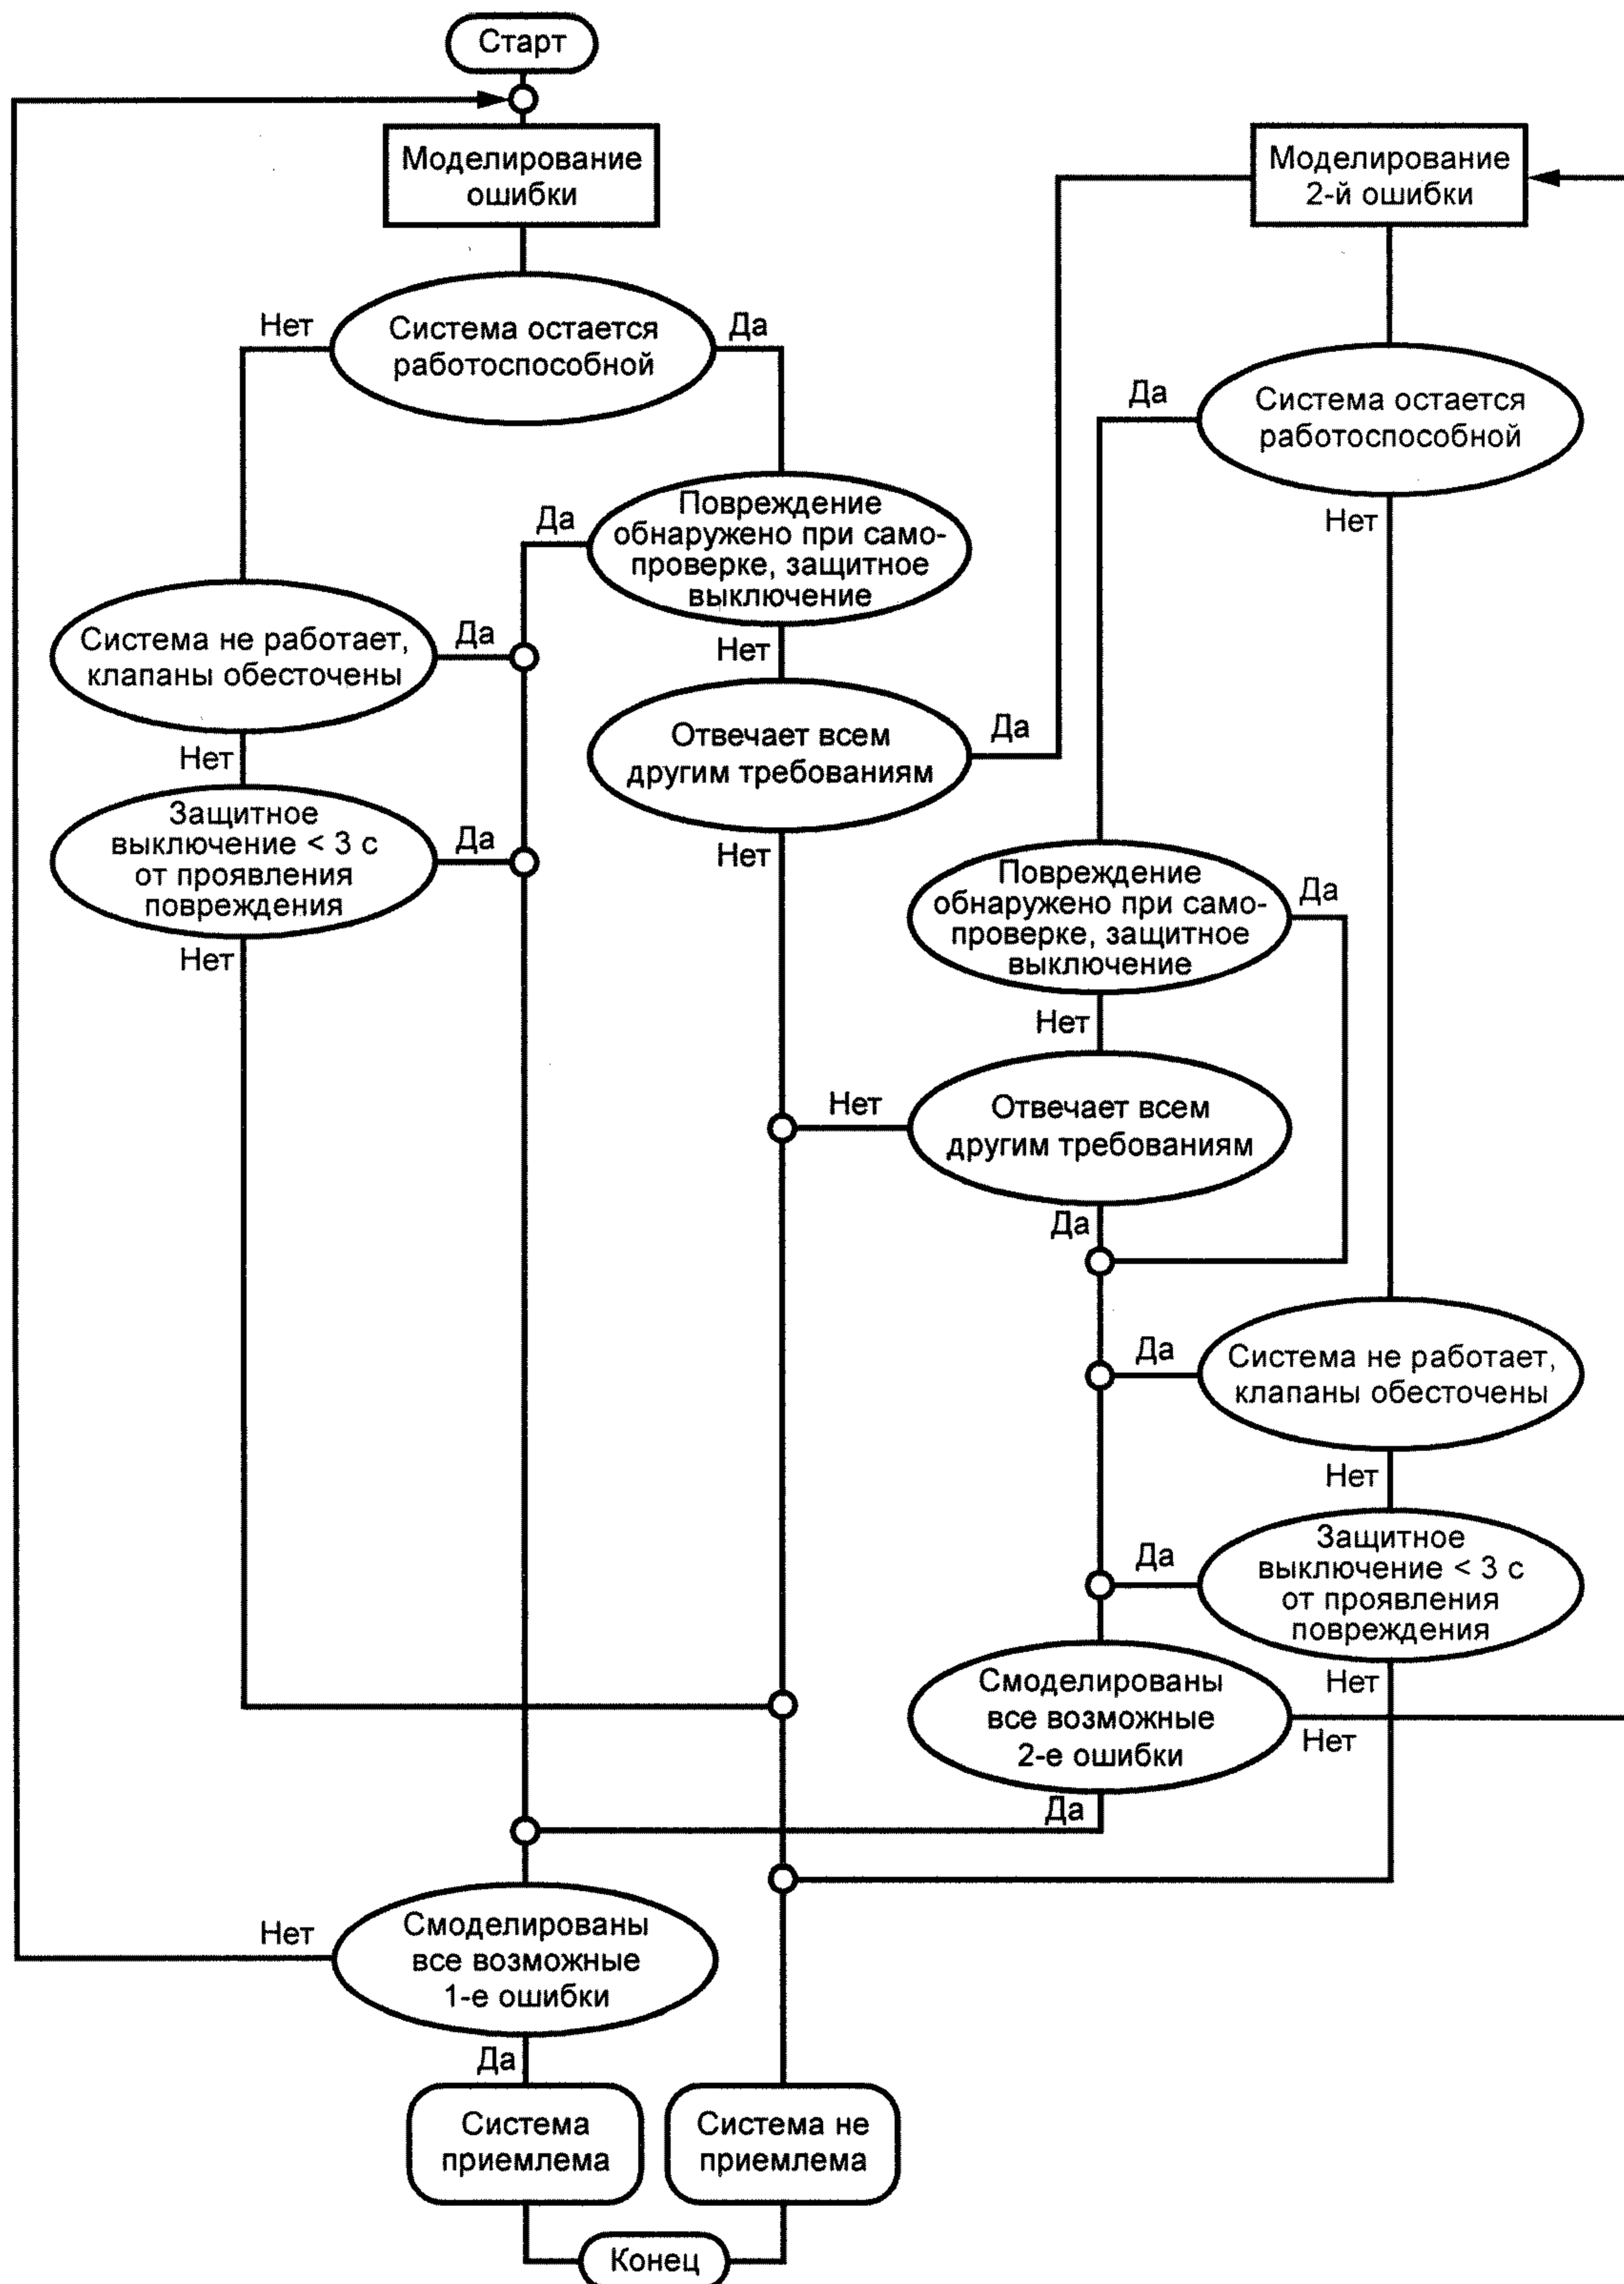 Старт
Моделирование
ошибки
Моделирование
2-й ошибки
Нет
Система остается
работоспособной
Да
Да
Система остается
работоспособной
Нет
Да
Повреждение
обнаружено при само-
проверке, защитное
выключение
Нет
Система не работает,
клапаны обесточены
Да
Нет
Отвечает всем
другим требованиям
Да
Нет
Защитное
выключение < 3 с
от проявления
повреждения
Да
Нет
Повреждение
обнаружено при само-
проверке, защитное
выключение
Да
Нет
Отвечает всем
другим требованиям
Нет
Да
Да
Система не работает,
клапаны обесточены
Нет
Да
Защитное
выключение < 3 с
от проявления
повреждения
Нет
Смоделированы
все возможные
2-е ошибки
Нет
Да
Нет
Смоделированы
все возможные
1-е ошибки
Да
Система
приемлема
Система не
приемлема
Конец